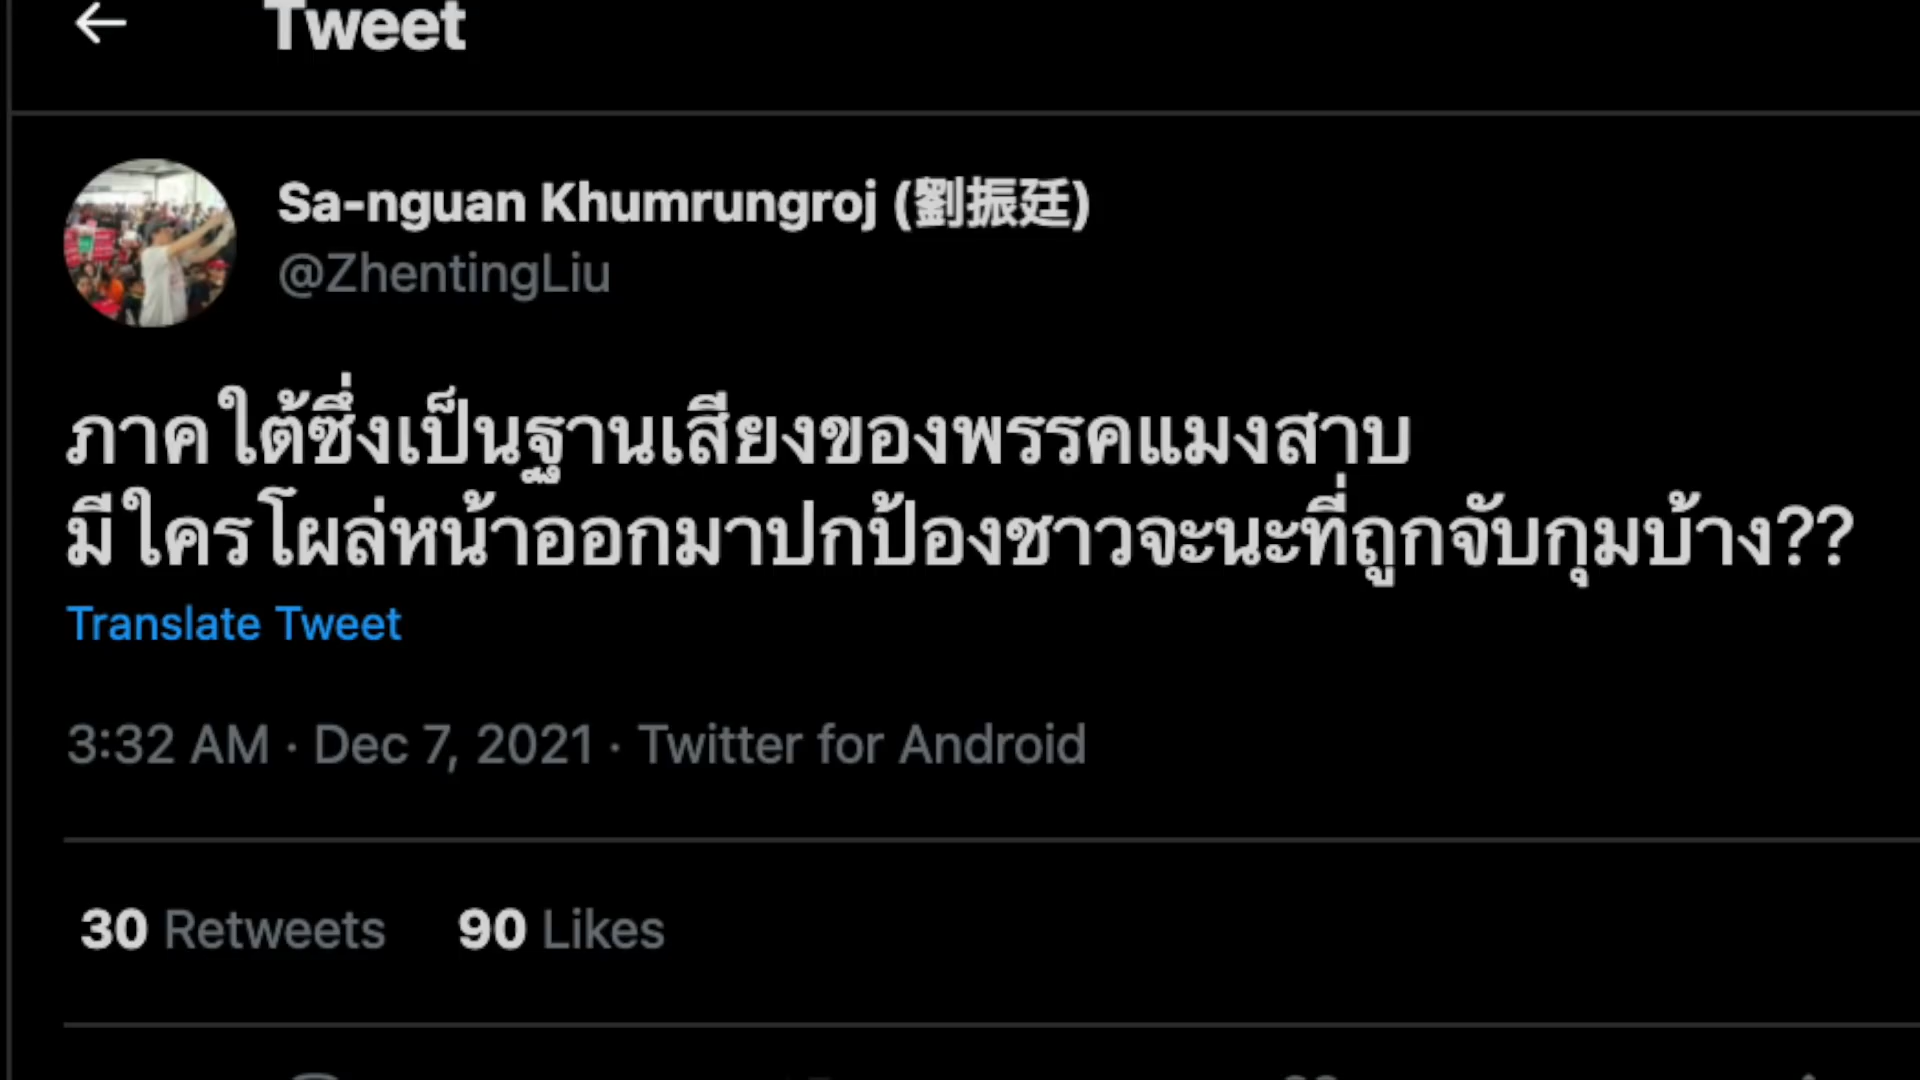 Tweet
Sa-nguan Khumrungroj (劉振廷)
@ZhentingLiu
ภาคใต้ซึ่งเป็นฐานเสียงของพรรคแมงสาบ
มีใครโผล่หน้าออกมาปกป้องชาวจะนะที่ถูกจับกุมบ้าง??
Translate Tweet
3:32 AM · Dec 7, 2021 · Twitter for Android
30 Retweets 90 Likes